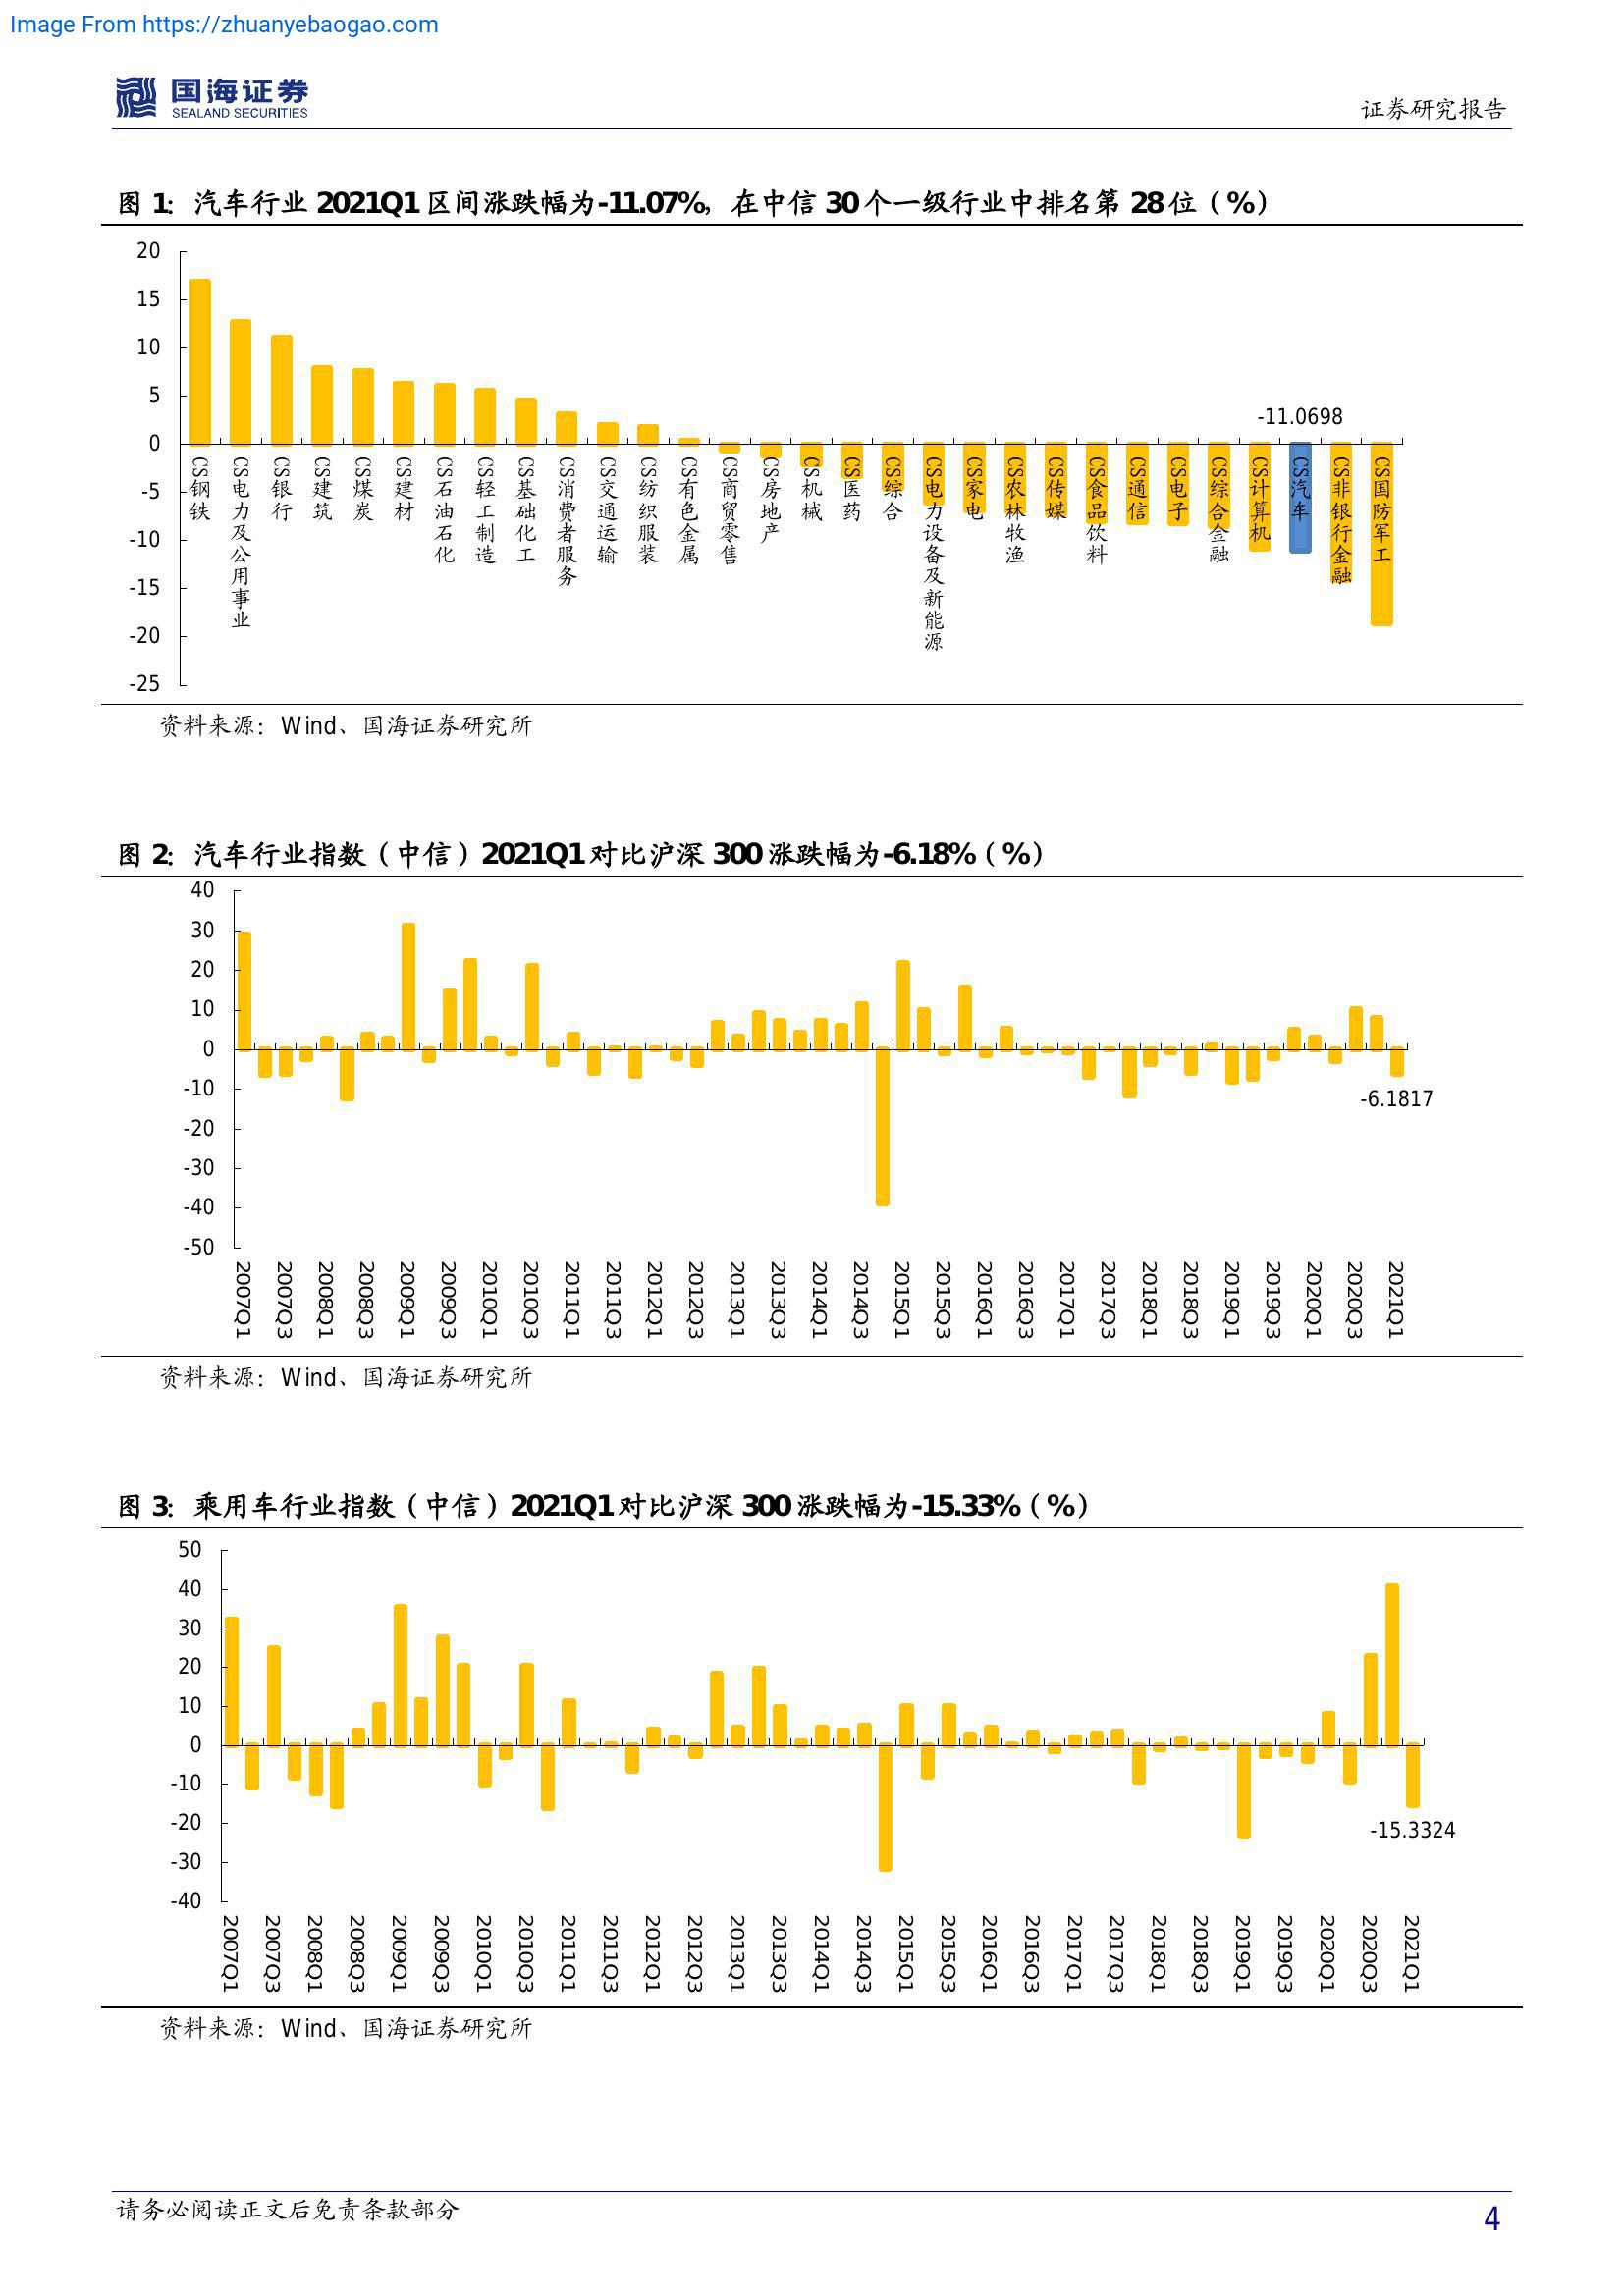 Image From https://zhuanyebaogao.com
国海证券
SEALAND SECURITIES
证券研究报告
图 1：汽车行业 2021Q1 区间涨跌幅为-11.07%，在中信 30 个一级行业中排名第 28 位（%）
20
15
10
5
0
-5
-10
-15
-20
-25
-11.0698
CS钢铁
CS电力及公用事业
CS银行
CS建筑
CS煤炭
CS建材
CS石油石化
CS轻工制造
CS基础化工
CS消费者服务
CS交通运输
CS纺织服装
CS有色金属
CS商贸零售
CS房地产
CS机械
CS医药
CS综合
CS电力设备及新能源
CS家电
CS农林牧渔
CS传媒
CS食品饮料
CS通信
CS电子
CS综合金融
CS计算机
CS汽车
CS非银行金融
CS国防军工
资料来源：Wind、国海证券研究所
图 2：汽车行业指数（中信）2021Q1 对比沪深 300 涨跌幅为-6.18%（%）
40
30
20
10
0
-10
-20
-30
-40
-50
-6.1817
2007Q1
2007Q3
2008Q1
2008Q3
2009Q1
2009Q3
2010Q1
2010Q3
2011Q1
2011Q3
2012Q1
2012Q3
2013Q1
2013Q3
2014Q1
2014Q3
2015Q1
2015Q3
2016Q1
2016Q3
2017Q1
2017Q3
2018Q1
2018Q3
2019Q1
2019Q3
2020Q1
2020Q3
2021Q1
资料来源：Wind、国海证券研究所
图 3：乘用车行业指数（中信）2021Q1 对比沪深 300 涨跌幅为-15.33%（%）
50
40
30
20
10
0
-10
-20
-30
-40
-15.3324
2007Q1
2007Q3
2008Q1
2008Q3
2009Q1
2009Q3
2010Q1
2010Q3
2011Q1
2011Q3
2012Q1
2012Q3
2013Q1
2013Q3
2014Q1
2014Q3
2015Q1
2015Q3
2016Q1
2016Q3
2017Q1
2017Q3
2018Q1
2018Q3
2019Q1
2019Q3
2020Q1
2020Q3
2021Q1
资料来源：Wind、国海证券研究所
请务必阅读正文后免责条款部分
4